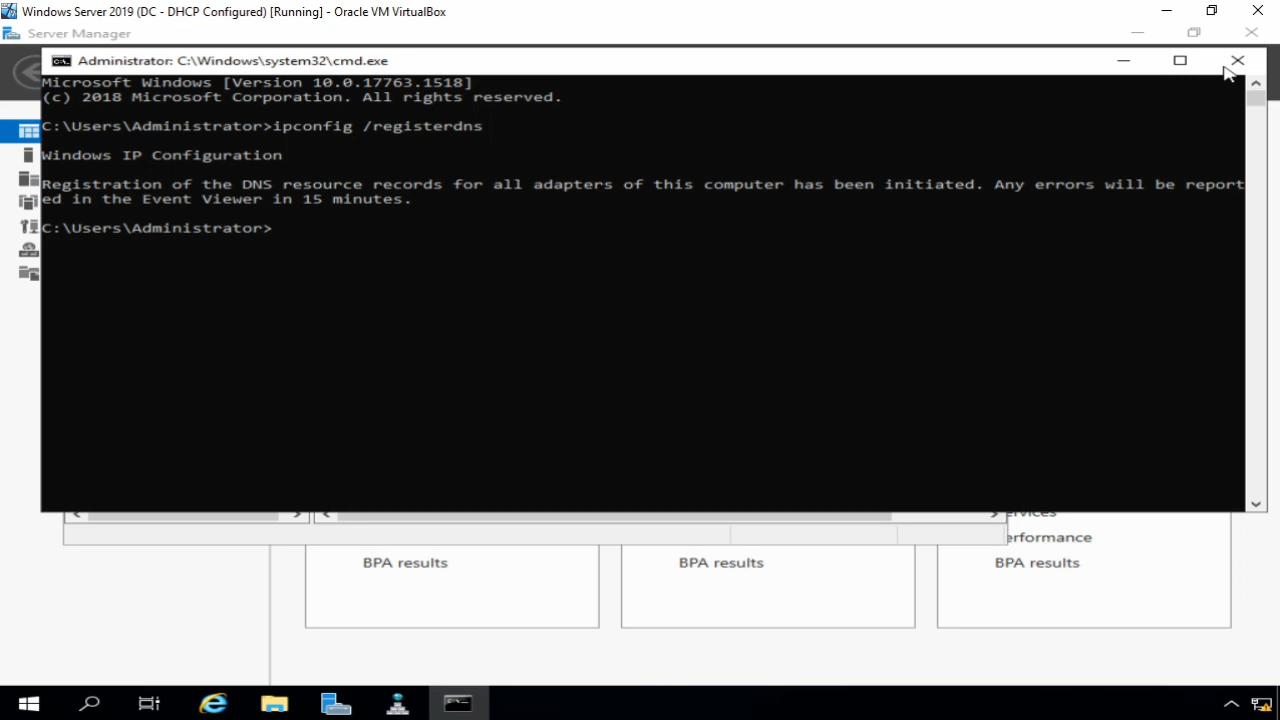 Windows Server 2019 (DC - DHCP Configured) [Running] - Oracle VM VirtualBox
Server Manager
Administrator: C:\Windows\system32\cmd.exe
Microsoft Windows [Version 10.0.17763.1518]
(c) 2018 Microsoft Corporation. All rights reserved.
C:\Users\Administrator>ipconfig /registerdns
Windows IP Configuration
Registration of the DNS resource records for all adapters of this computer has been initiated. Any errors will be report
ed in the Event Viewer in 15 minutes.
C:\Users\Administrator>
ervices
erformance
BPA results BPA results BPA results